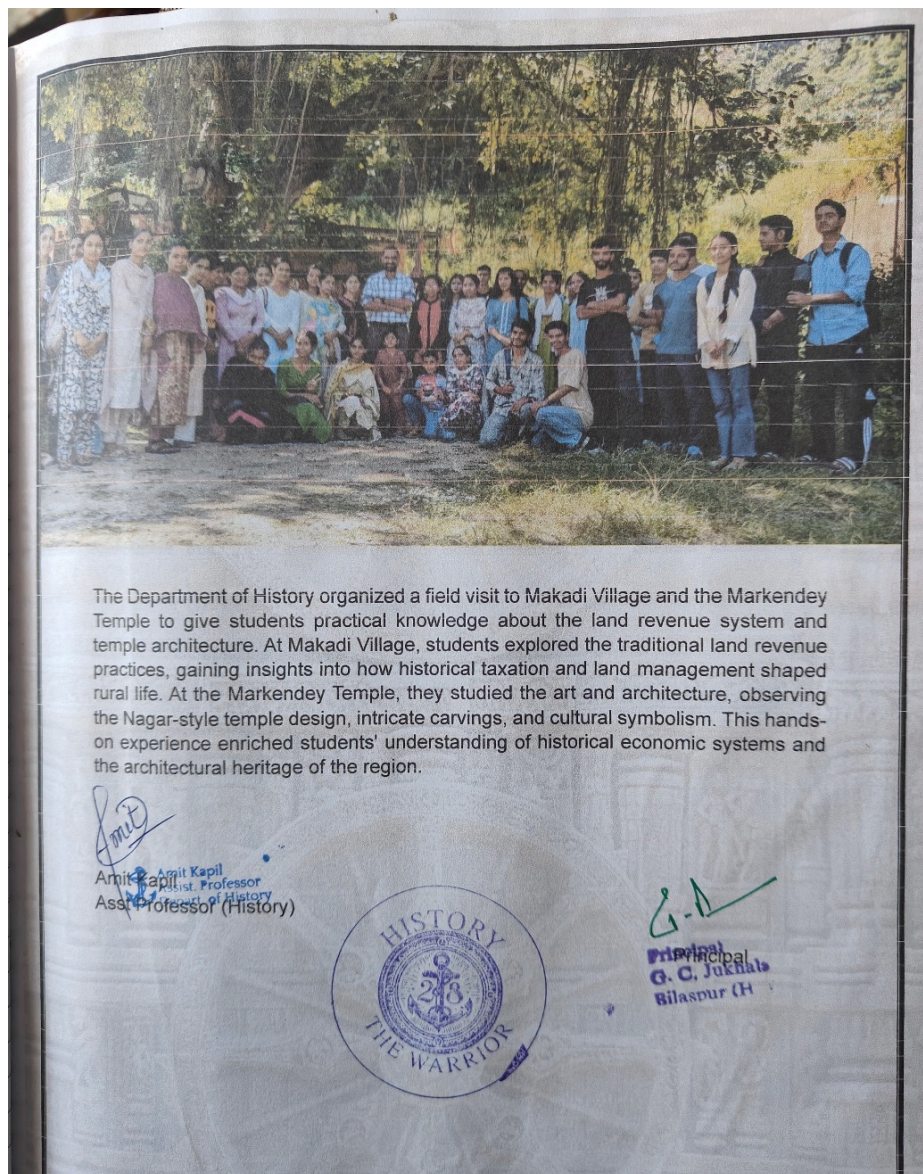 The Department of History organized a field visit to Makadi Village and the Markendey
Temple to give students practical knowledge about the land revenue system and
temple architecture. At Makadi Village, students explored the traditional land revenue
practices, gaining insights into how historical taxation and land management shaped
rural life. At the Markendey Temple, they studied the art and architecture, observing
the Nagar-style temple design, intricate carvings, and cultural symbolism. This hands-
on experience enriched students' understanding of historical economic systems and
the architectural heritage of the region.
Amit
Amit Kapil
Asst Professor (History)
Amit Kapil
Assist. Professor
Depart. of History
HISTORY
28
THE WARRIOR
Principal
Principal
G. C. Jukhala
Bilaspur (H